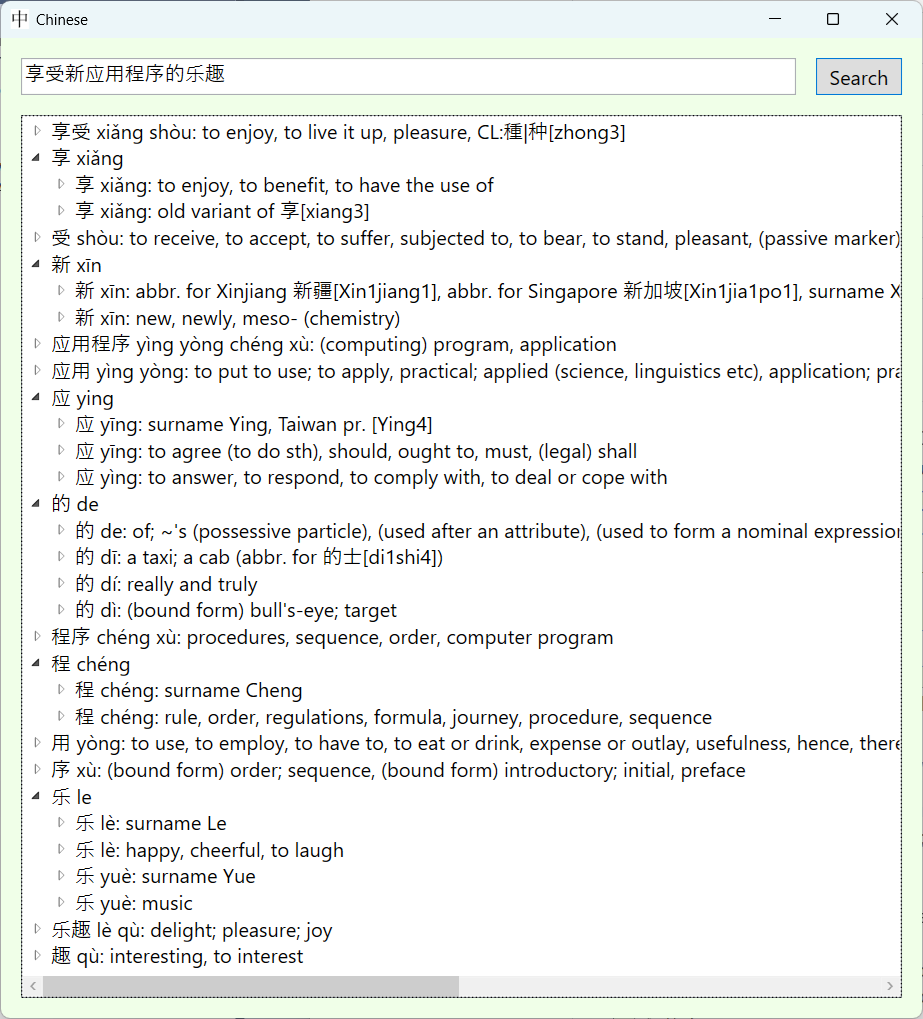 中 Chinese
享受新应用程序的乐趣
Search
享受 xiǎng shòu: to enjoy, to live it up, pleasure, CL:種|种[zhong3]
享 xiǎng
享 xiǎng: to enjoy, to benefit, to have the use of
享 xiǎng: old variant of 享[xiang3]
受 shòu: to receive, to accept, to suffer, subjected to, to bear, to stand, pleasant, (passive marker)
新 xīn
新 xīn: abbr. for Xinjiang 新疆[Xin1jiang1], abbr. for Singapore 新加坡[Xin1jia1po1], surname X
新 xīn: new, newly, meso- (chemistry)
应用程序 yìng yòng chéng xù: (computing) program, application
应用 yìng yòng: to put to use; to apply, practical; applied (science, linguistics etc), application; pra
应 ying
应 yīng: surname Ying, Taiwan pr. [Ying4]
应 yīng: to agree (to do sth), should, ought to, must, (legal) shall
应 yìng: to answer, to respond, to comply with, to deal or cope with
的 de
的 de: of; ~'s (possessive particle), (used after an attribute), (used to form a nominal expression
的 dī: a taxi; a cab (abbr. for 的士[di1shi4])
的 dí: really and truly
的 dì: (bound form) bull's-eye; target
程序 chéng xù: procedures, sequence, order, computer program
程 chéng
程 chéng: surname Cheng
程 chéng: rule, order, regulations, formula, journey, procedure, sequence
用 yòng: to use, to employ, to have to, to eat or drink, expense or outlay, usefulness, hence, there
序 xù: (bound form) order; sequence, (bound form) introductory; initial, preface
乐 le
乐 lè: surname Le
乐 lè: happy, cheerful, to laugh
乐 yuè: surname Yue
乐 yuè: music
乐趣 lè qù: delight; pleasure; joy
趣 qù: interesting, to interest